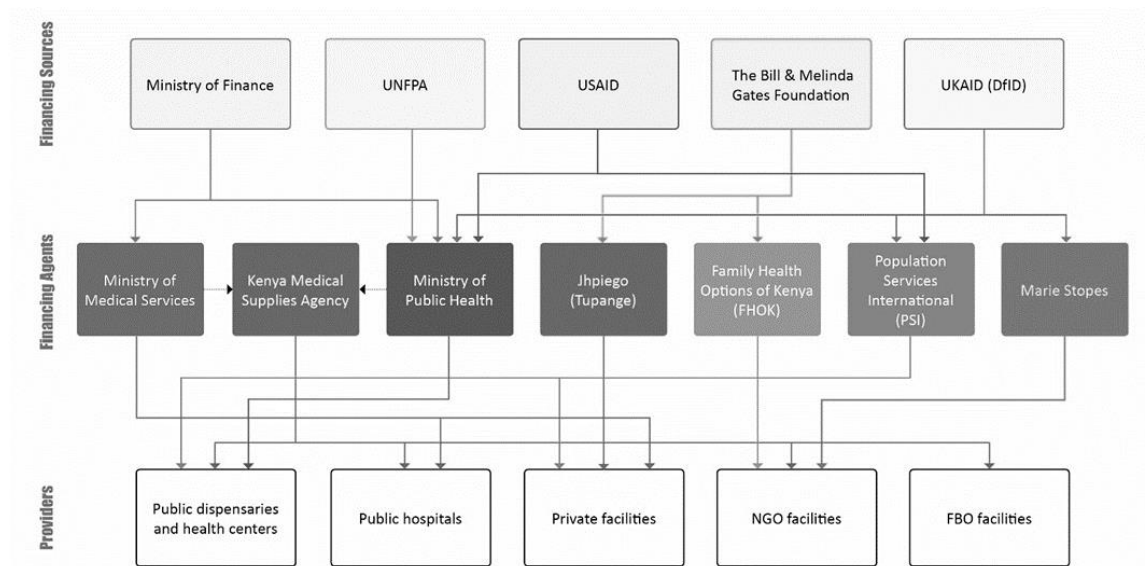 Financing Sources
Ministry of Finance
UNFPA
USAID
The Bill & Melinda
Gates Foundation
UKAID (DfID)
Financing Agents
Ministry of
Medical Services
Kenya Medical
Supplies Agency
Ministry of
Public Health
Jhpiego
(Tupange)
Family Health
Options of Kenya
(FHOK)
Population
Services
International
(PSI)
Marie Stopes
Providers
Public dispensaries
and health centers
Public hospitals
Private facilities
NGO facilities
FBO facilities